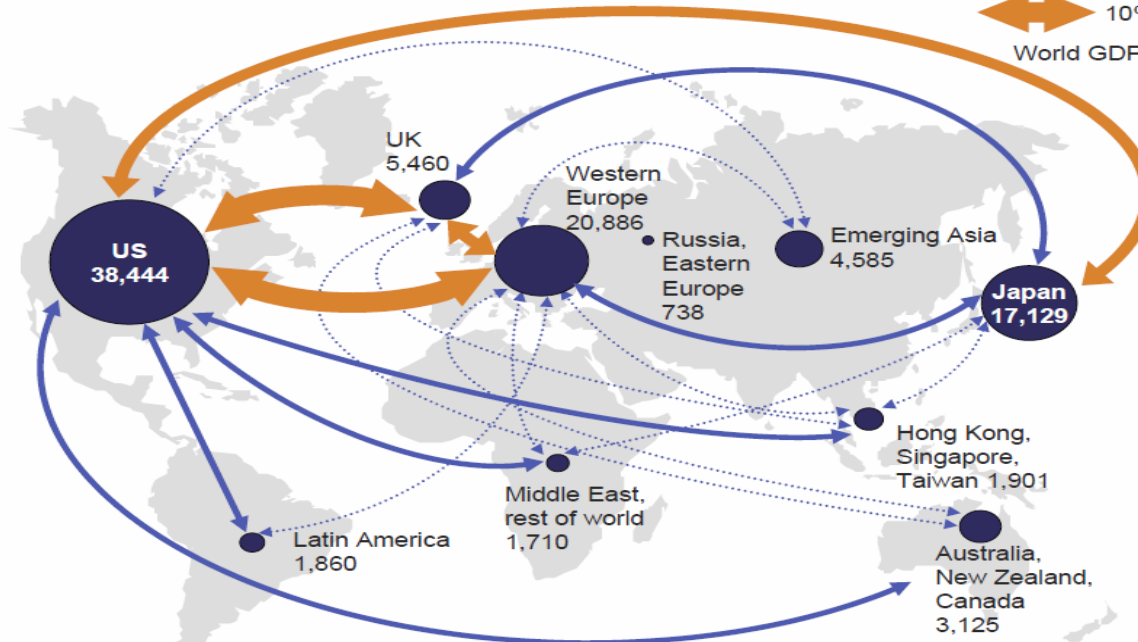 10%
World GDP
UK
5,460
Western
Europe
20,886
US
38,444
Russia,
Eastern
Europe
738
Emerging Asia
4,585
Japan
17,129
Hong Kong,
Singapore,
Taiwan 1,901
Middle East,
rest of world
1,710
Latin America
1,860
Australia,
New Zealand,
Canada
3,125